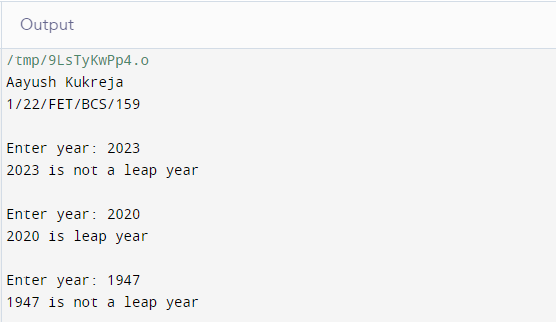 Output
/tmp/9LsTyKwPp4.o
Aayush Kukreja
1/22/FET/BCS/159
Enter year: 2023
2023 is not a leap year
Enter year: 2020
2020 is leap year
Enter year: 1947
1947 is not a leap year